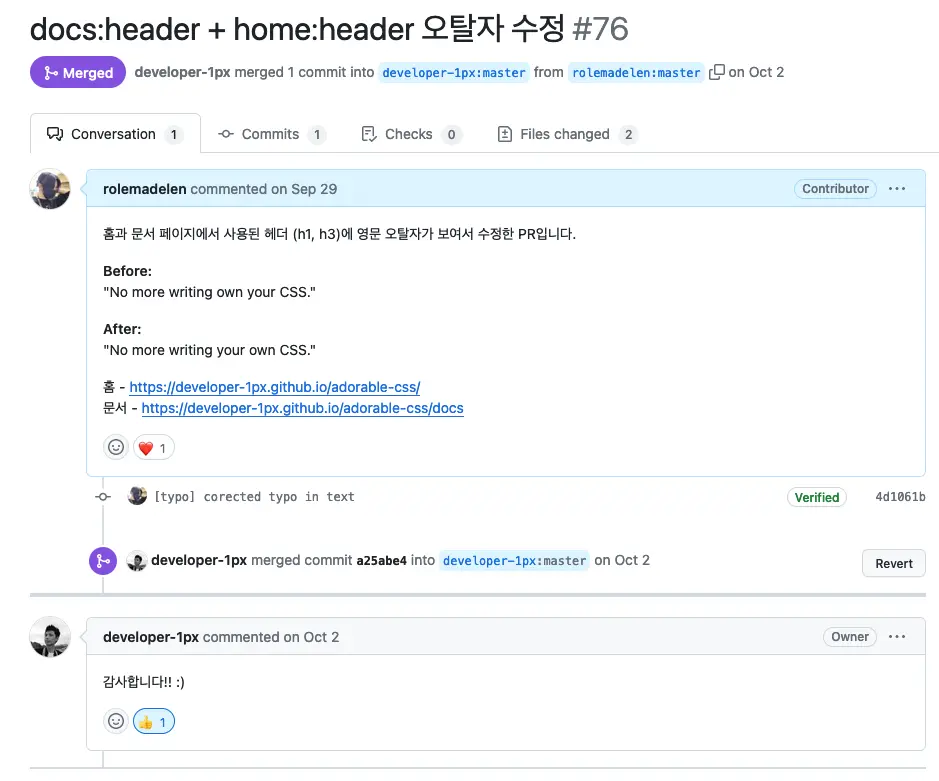 docs:header + home:header 오탈자 수정 #76
Merged developer-1px merged 1 commit into developer-1px:master from rolemadelen:master on Oct 2
Conversation 1 Commits 1 Checks 0 Files changed 2
rolemadelen commented on Sep 29 Contributor ...
홈과 문서 페이지에서 사용된 헤더 (h1, h3)에 영문 오탈자가 보여서 수정한 PR입니다.
Before:
"No more writing own your CSS."
After:
"No more writing your own CSS."
홈 - https://developer-1px.github.io/adorable-css/
문서 - https://developer-1px.github.io/adorable-css/docs
❤️ 1
[typo] corected typo in text Verified 4d1061b
developer-1px merged commit a25abe4 into developer-1px:master on Oct 2 Revert
developer-1px commented on Oct 2 Owner ...
감사합니다!! :)
👍 1